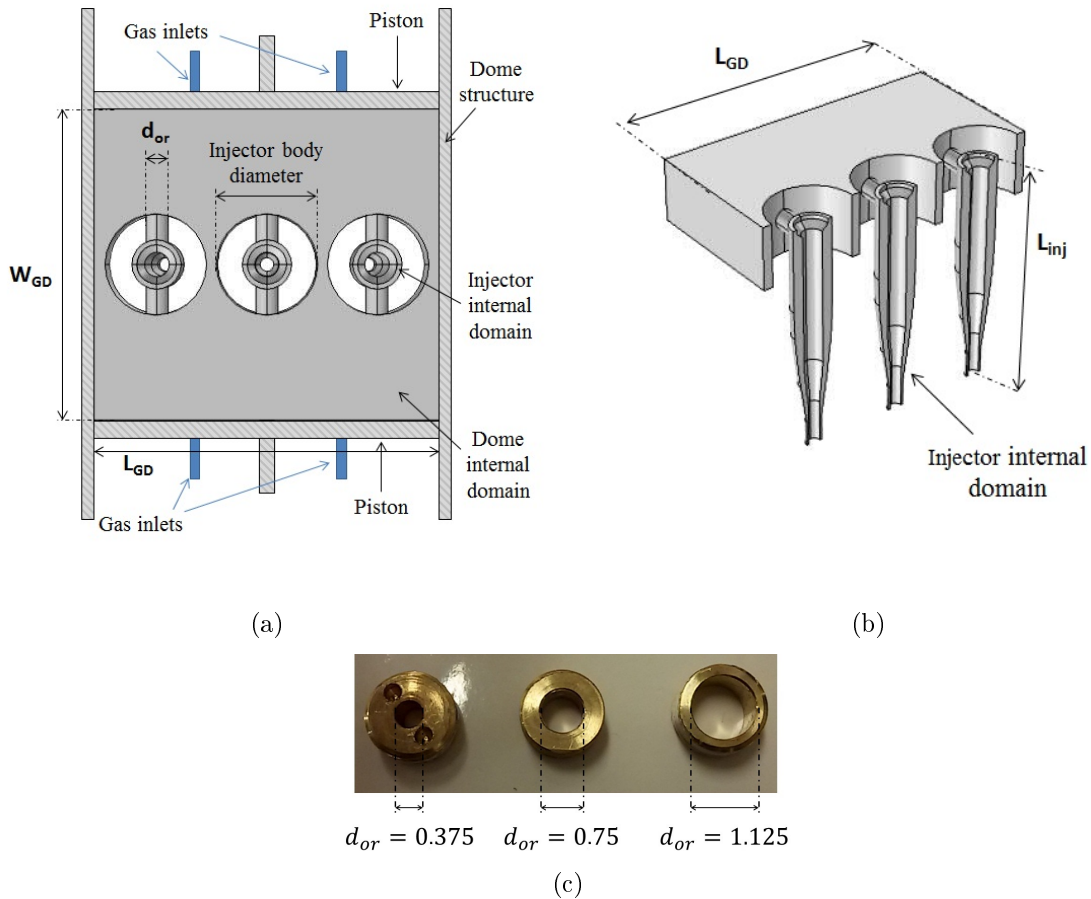 Piston
Gas inlets
Dome
structure
d_or
Injector body
diameter
W_GD
Injector
internal
domain
Dome
internal
domain
L_GD
Piston
Gas inlets
(a)
L_GD
L_inj
Injector internal
domain
(b)
d_or = 0.375
d_or = 0.75
d_or = 1.125
(c)